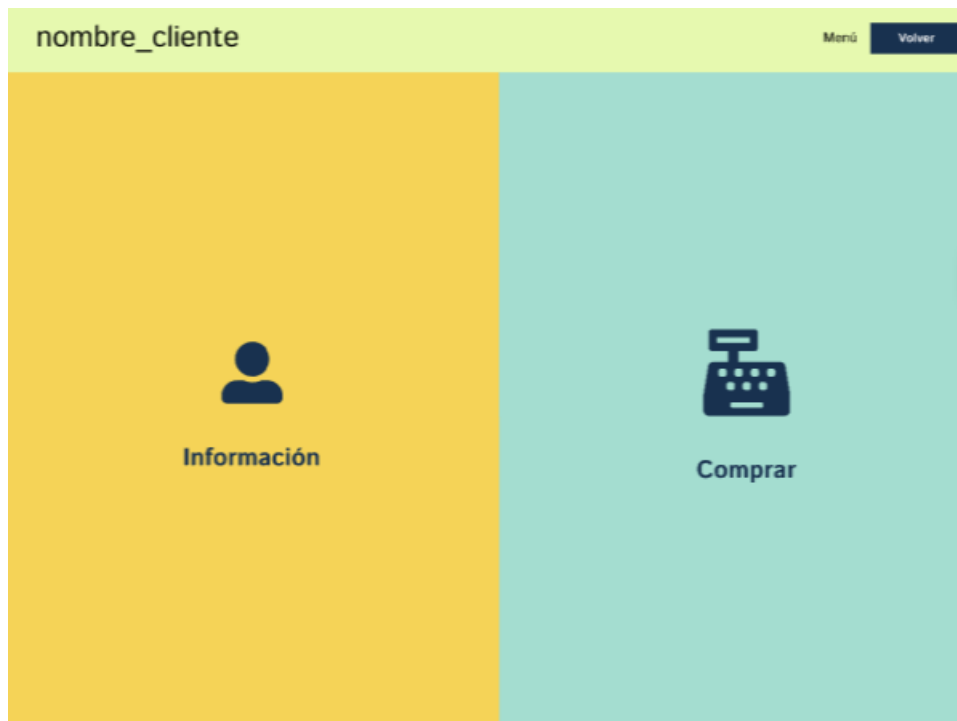 nombre_cliente
Menú
Volver
Información
Comprar